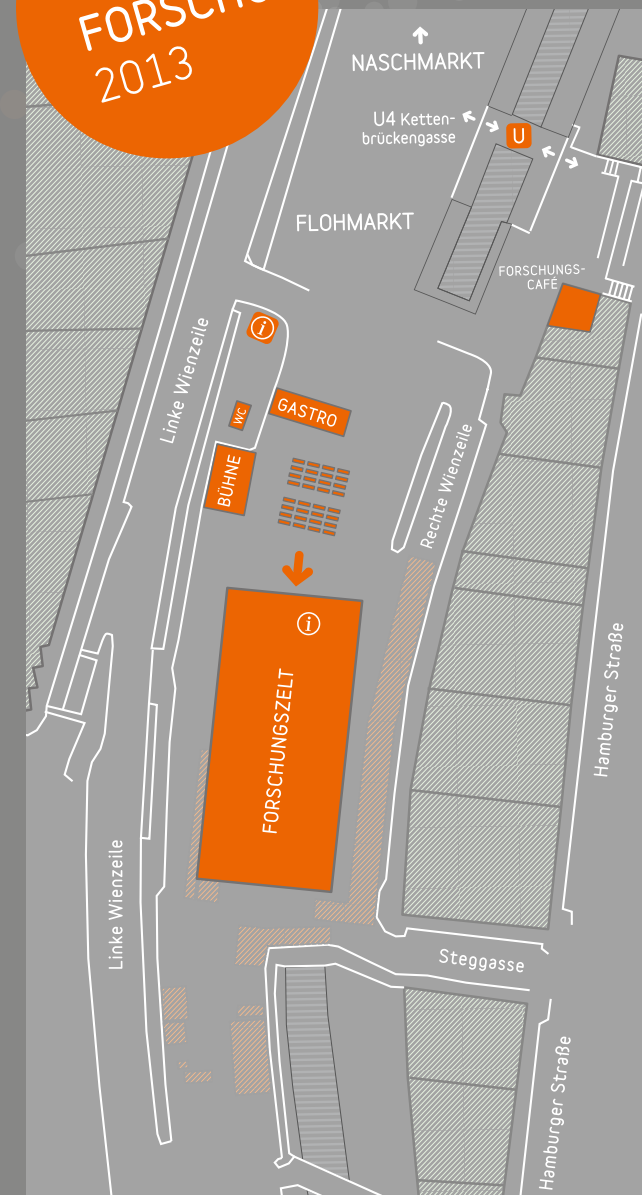 2013
NASCHMARKT
U4 Ketten-
brückengasse
U
FLOHMARKT
FORSCHUNGS-
CAFÉ
i
Linke Wienzeile
WC
GASTRO
BÜHNE
Rechte Wienzeile
i
FORSCHUNGSZELT
Hamburger Straße
Linke Wienzeile
Steggasse
Hamburger Straße